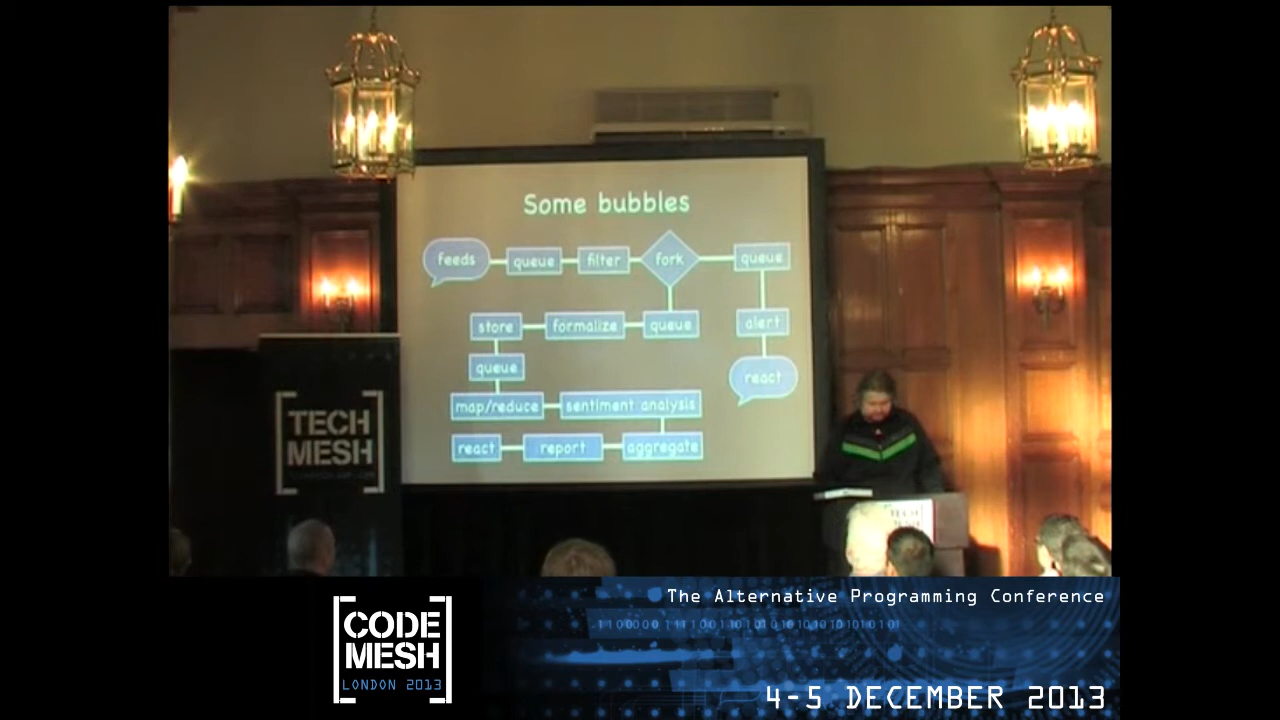 Some bubbles
feeds queue filter fork queue
store formalize queue alert
queue react
map/reduce sentiment analysis
react report aggregate
TECH
MESH
TECH
[CODE
MESH]
LONDON 2013
The Alternative Programming Conference
4-5 DECEMBER 2013